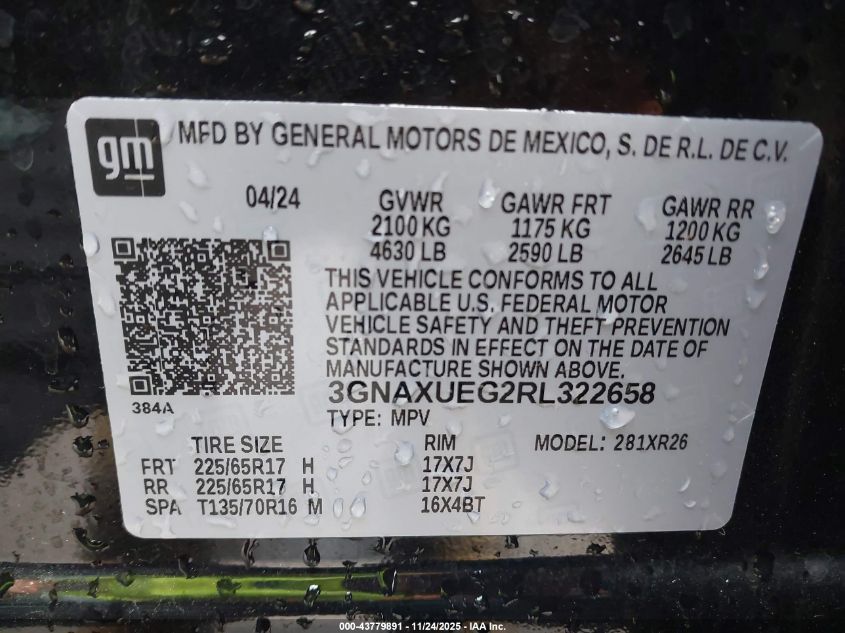 gm MFD BY GENERAL MOTORS DE MEXICO, S. DE R.L. DE C.V.
04/24 GVWR GAWR FRT GAWR RR
2100 KG 1175 KG 1200 KG
4630 LB 2590 LB 2645 LB
THIS VEHICLE CONFORMS TO ALL
APPLICABLE U.S. FEDERAL MOTOR
VEHICLE SAFETY AND THEFT PREVENTION
STANDARDS IN EFFECT ON THE DATE OF
MANUFACTURE SHOWN ABOVE.
3GNAXUEG2RL322658
384A
TYPE: MPV
TIRE SIZE RIM MODEL: 281XR26
FRT 225/65R17 H 17X7J
RR 225/65R17 H 17X7J
SPA T135/70R16 M 16X4BT
000-43779891 - 11/24/2025 - IAA Inc.